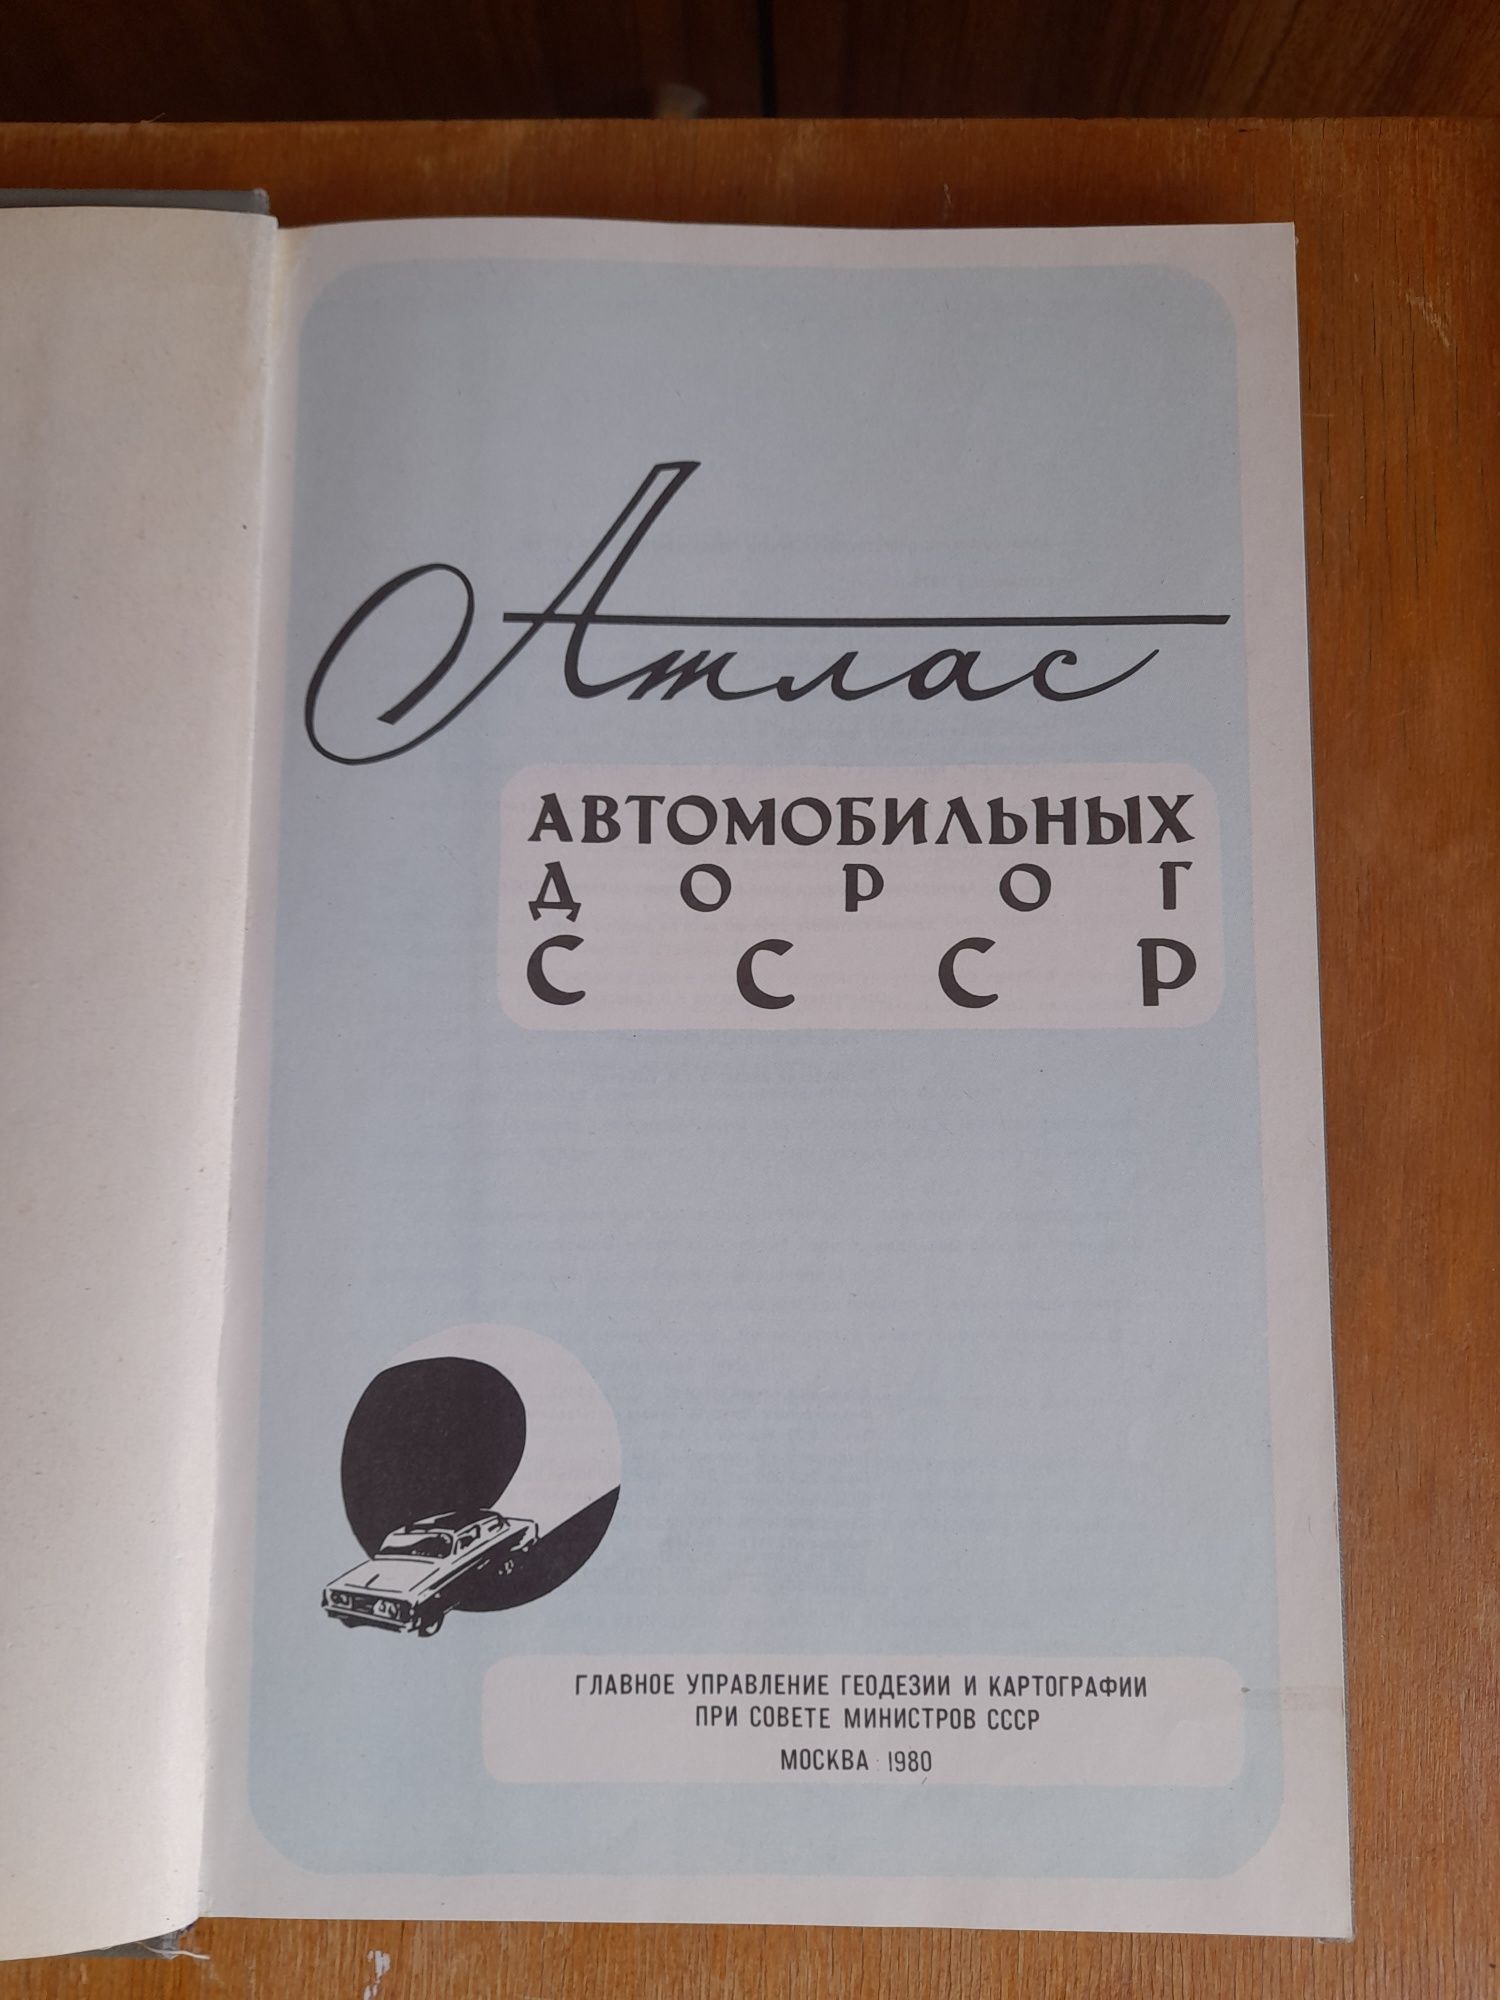 Атлас
АВТОМОБИЛЬНЫХ
ДОРОГ
СССР
ГЛАВНОЕ УПРАВЛЕНИЕ ГЕОДЕЗИИ И КАРТОГРАФИИ
ПРИ СОВЕТЕ МИНИСТРОВ СССР
МОСКВА 1980